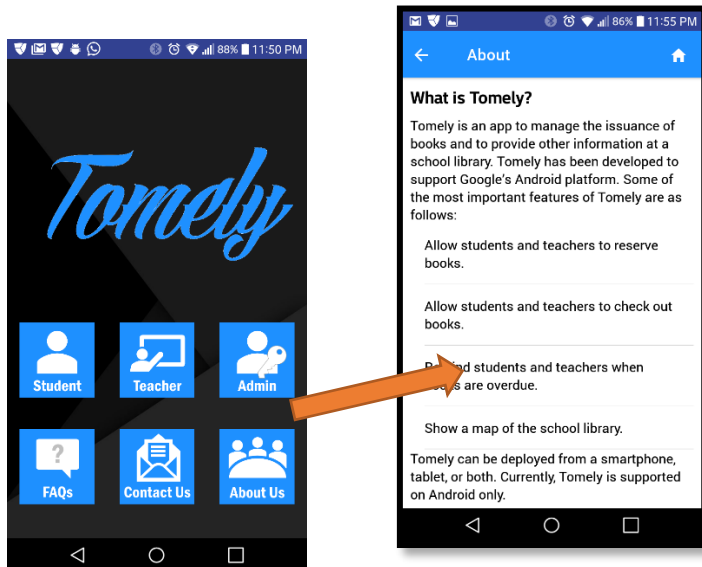 88% 11:50 PM
Tomely
Student Teacher Admin
?
FAQs Contact Us About Us
86% 11:55 PM
About
What is Tomely?
Tomely is an app to manage the issuance of
books and to provide other information at a
school library. Tomely has been developed to
support Google's Android platform. Some of
the most important features of Tomely are as
follows:
Allow students and teachers to reserve
books.
Allow students and teachers to check out
books.
students and teachers when
are overdue.
Show a map of the school library.
Tomely can be deployed from a smartphone,
tablet, or both. Currently, Tomely is supported
on Android only.